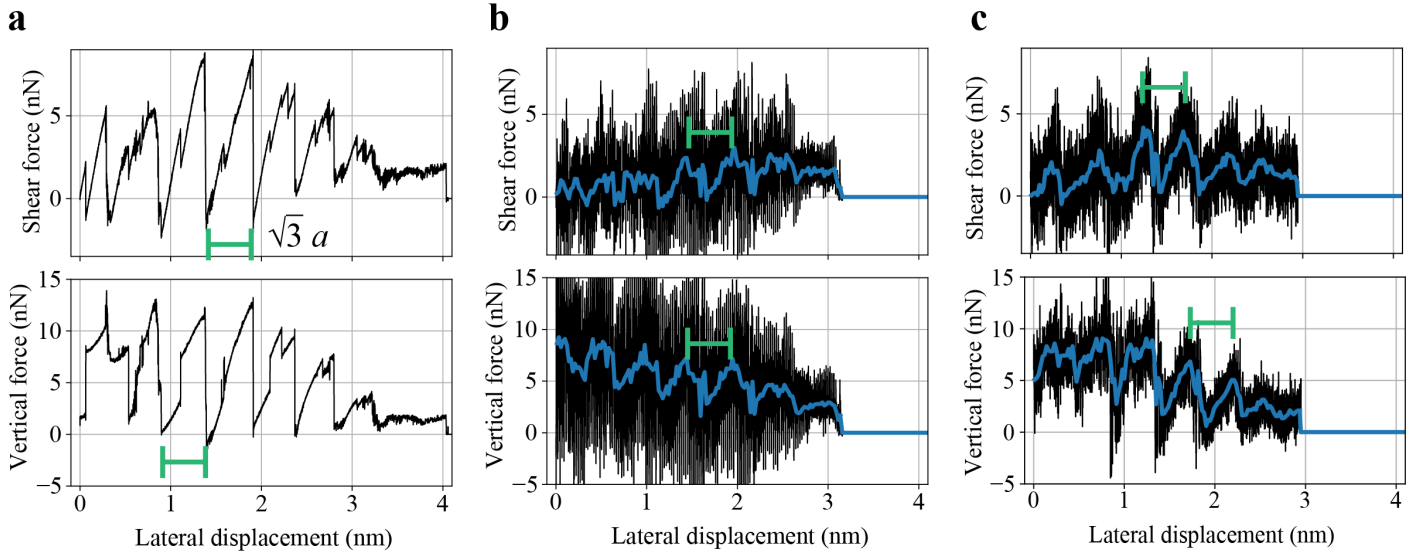 a
Shear force (nN)
5
0
√3 a
Vertical force (nN)
15
10
5
0
−5
0
1
2
3
4
Lateral displacement (nm)
b
Shear force (nN)
5
0
Vertical force (nN)
15
10
5
0
−5
0
1
2
3
4
Lateral displacement (nm)
c
Shear force (nN)
5
0
Vertical force (nN)
15
10
5
0
−5
0
1
2
3
4
Lateral displacement (nm)